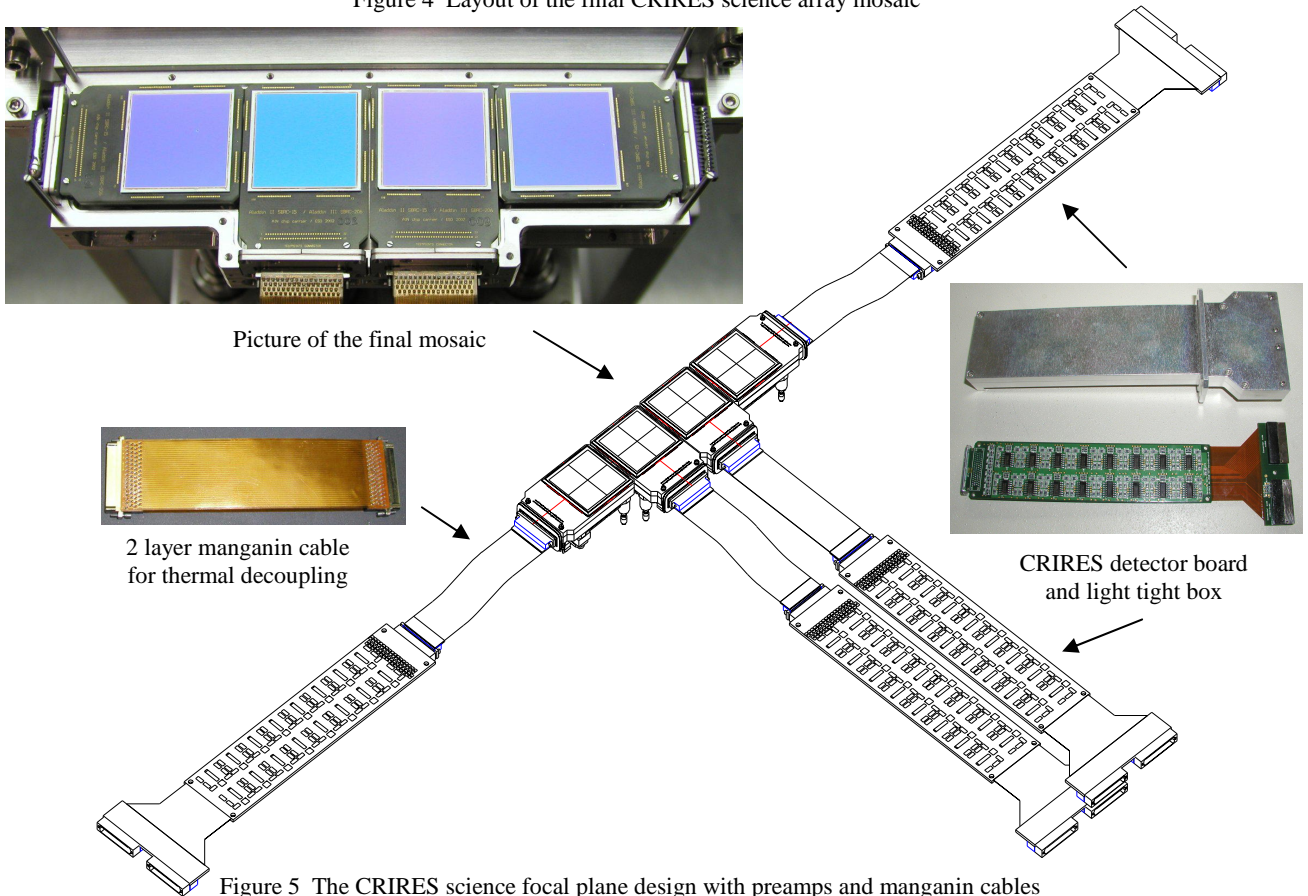 Figure 4 Layout of the final CRIRES science array mosaic
Picture of the final mosaic
2 layer manganin cable
for thermal decoupling
CRIRES detector board
and light tight box
Figure 5 The CRIRES science focal plane design with preamps and manganin cables